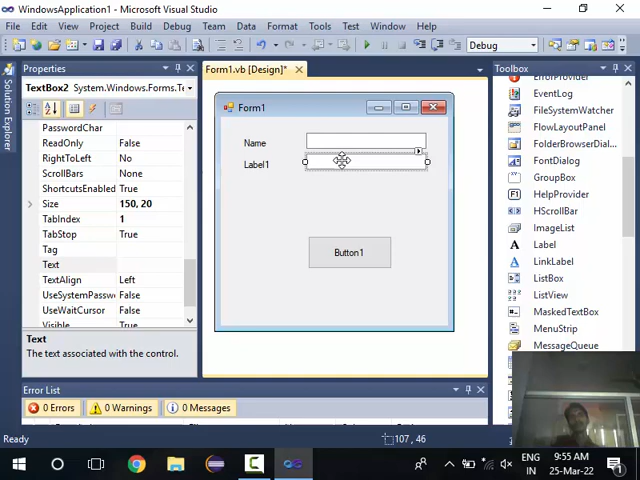 WindowsApplication1 - Microsoft Visual Studio
File Edit View Project Build Debug Team Data Format Tools Test Window Help
Debug
Solution Explorer
Properties
TextBox2 System.Windows.Forms.Te
PasswordChar
ReadOnly False
RightToLeft No
ScrollBars None
ShortcutsEnabled True
Size 150, 20
TabIndex 1
TabStop True
Tag
Text
TextAlign Left
UseSystemPassw False
UseWaitCursor False
Visible True
Text
The text associated with the control.
Form1.vb [Design]*
Form1
Name
Label1
Button1
Toolbox
ErrorProvider
EventLog
FileSystemWatcher
FlowLayoutPanel
FolderBrowserDial...
FontDialog
GroupBox
HelpProvider
HScrollBar
ImageList
Label
LinkLabel
ListBox
ListView
MaskedTextBox
MenuStrip
MessageQueue
Error List
0 Errors 0 Warnings 0 Messages
Ready
107 , 46
ENG
IN
9:55 AM
25-Mar-22